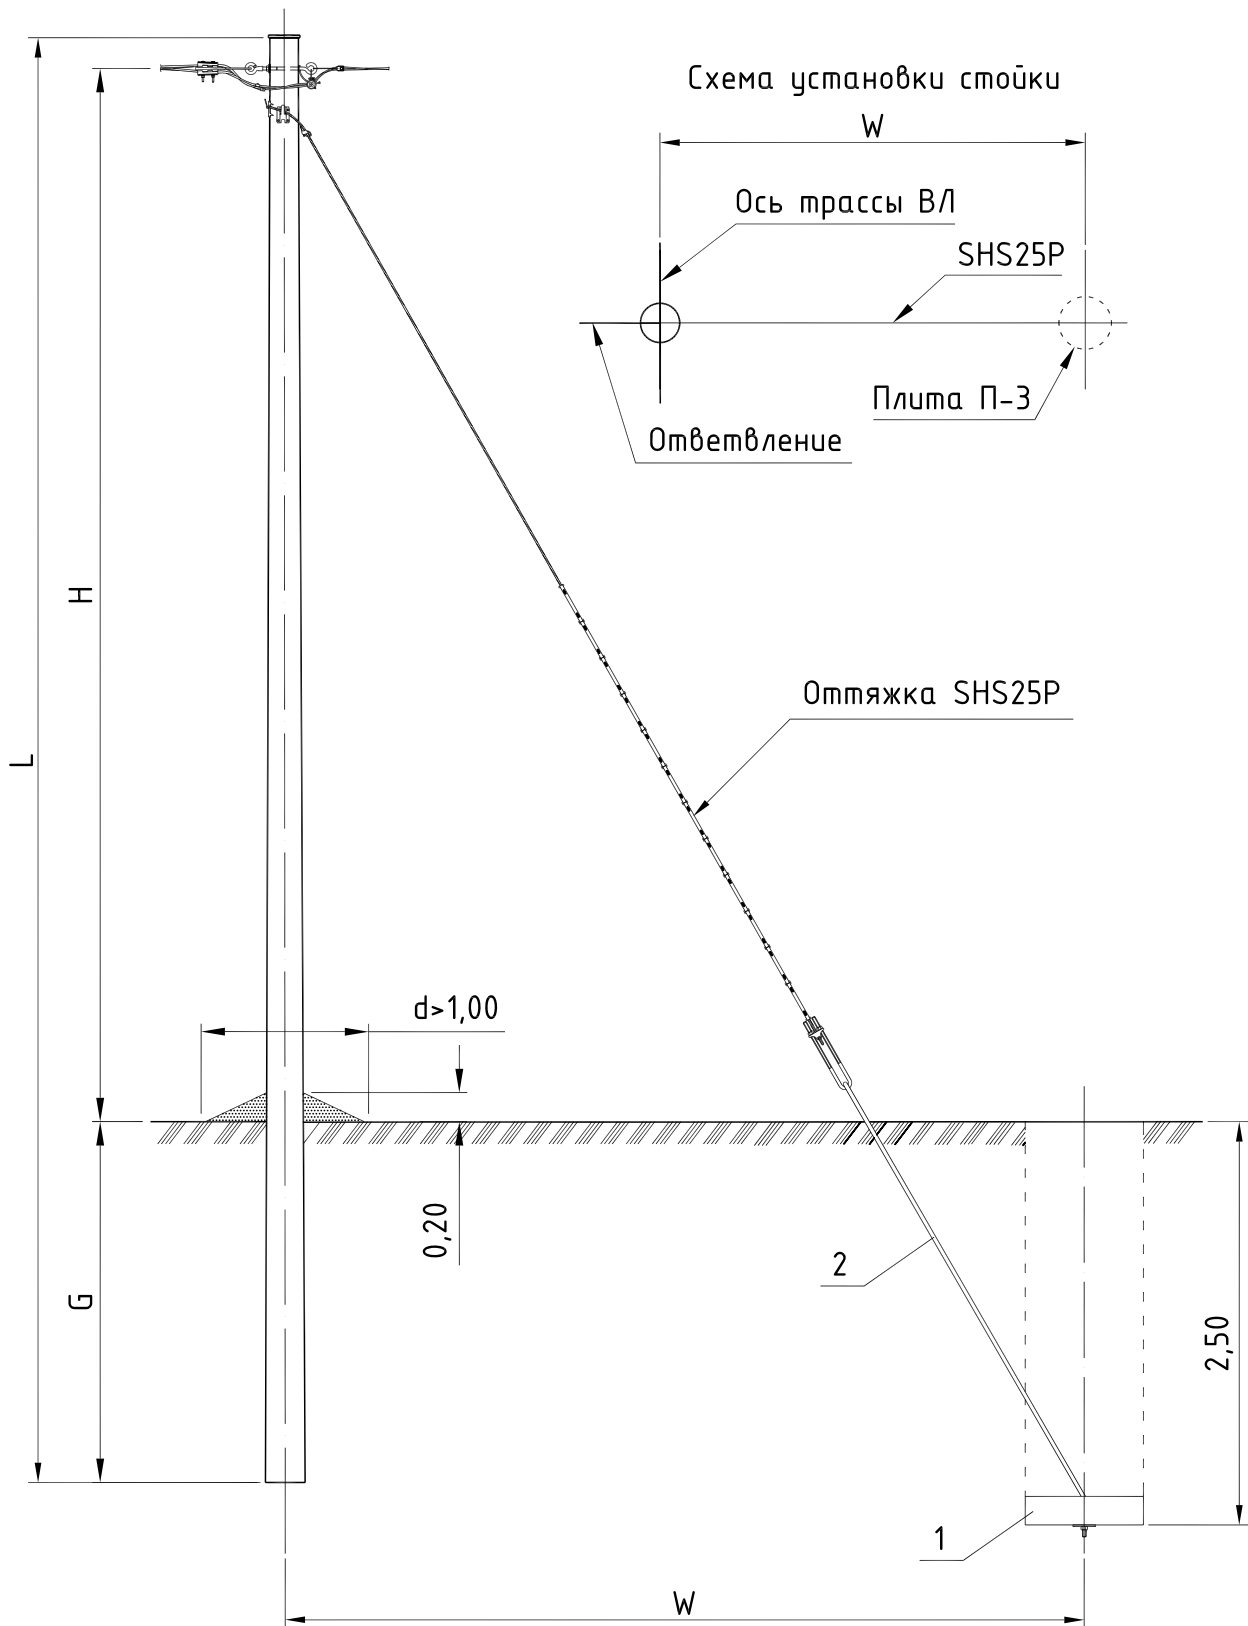 Схема установки стойки
W
Ось трассы ВЛ
SHS25P
Плита П-3
Ответвление
H
L
Оттяжка SHS25P
d>1,00
0,20
G
2
2,50
1
W